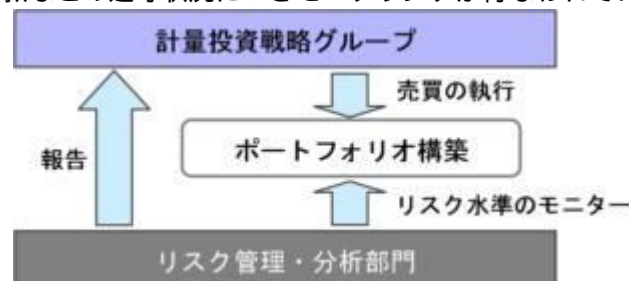 計量投資戦略グループ
売買の執行
ポートフォリオ構築
報告
リスク水準のモニター
リスク管理・分析部門